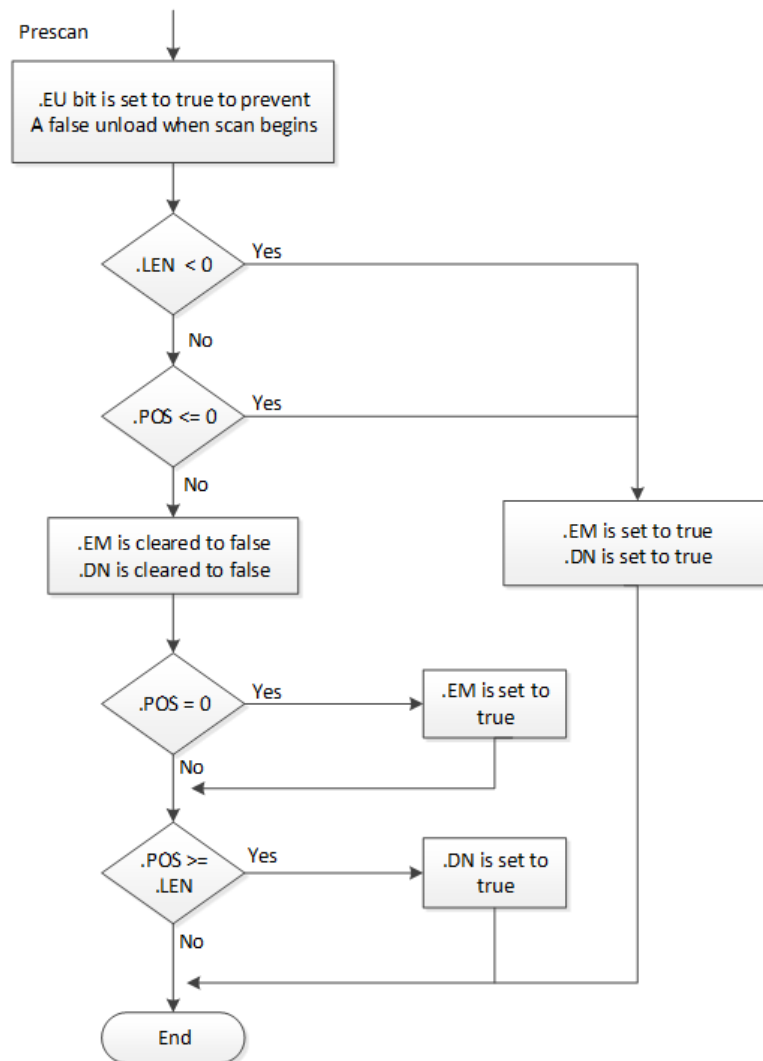 Prescan
.EU bit is set to true to prevent
A false unload when scan begins
.LEN < 0
Yes
No
.POS <= 0
Yes
No
.EM is set to true
.DN is set to true
.EM is cleared to false
.DN is cleared to false
.POS = 0
Yes
.EM is set to
true
No
.POS >=
.LEN
Yes
.DN is set to
true
No
End